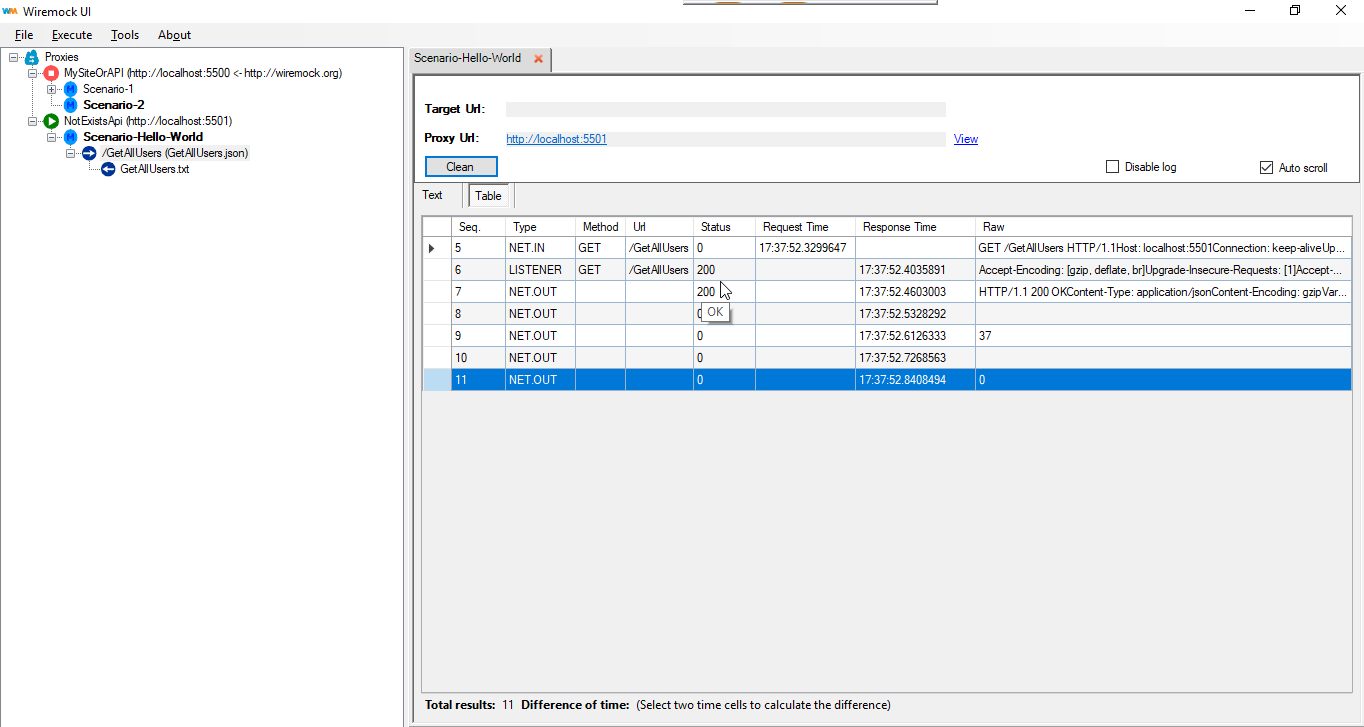 Wiremock UI
File Execute Tools About
Proxies
MySiteOrAPI (http://localhost:5500 <- http://wiremock.org)
Scenario-1
Scenario-2
NotExistsApi (http://localhost:5501)
Scenario-Hello-World
/GetAllUsers (GetAllUsers.json)
GetAllUsers.txt
Scenario-Hello-World
Target Url:
Proxy Url: http://localhost:5501 View
Clean Disable log Auto scroll
Text Table
Seq. Type Method Url Status Request Time Response Time Raw
5 NET.IN GET /GetAllUsers 0 17:37:52.3299647 GET /GetAllUsers HTTP/1.1Host: localhost:5501Connection: keep-aliveUp...
6 LISTENER GET /GetAllUsers 200 17:37:52.4035891 Accept-Encoding: [gzip, deflate, br]Upgrade-Insecure-Requests: [1]Accept-...
7 NET.OUT 200 17:37:52.4603003 HTTP/1.1 200 OKContent-Type: application/jsonContent-Encoding: gzipVar...
8 NET.OUT 0 17:37:52.5328292
OK
9 NET.OUT 0 17:37:52.6126333 37
10 NET.OUT 0 17:37:52.7268563
11 NET.OUT 0 17:37:52.8408494 0
Total results: 11 Difference of time: (Select two time cells to calculate the difference)